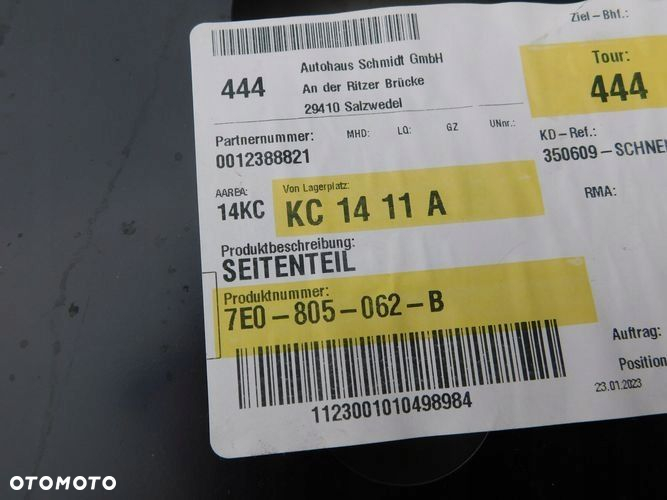 Ziel-Bhf.:
444
Autohaus Schmidt GmbH
An der Ritzer Brücke
29410 Salzwedel
Tour:
444
Partnernummer:
0012388821
MHD:
LQ:
GZ
UNnr.:
KD-Ref.:
350609-SCHNE
AAREA:
14KC
Von Lagerplatz:
KC 14 11 A
RMA:
Produktbeschreibung:
SEITENTEIL
Produktnummer:
7E0-805-062-B
1123001010498984
Auftrag:
Position
23.01.2023
OTOMOTO